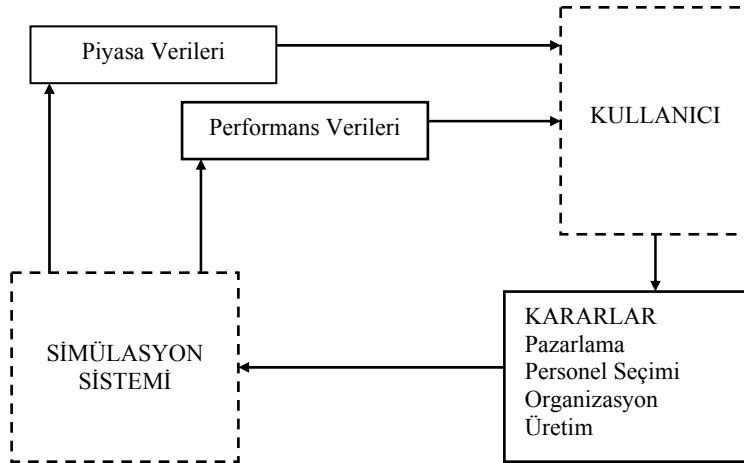 Piyasa Verileri
Performans Verileri
KULLANICI
SİMÜLASYON
SİSTEMİ
KARARLAR
Pazarlama
Personel Seçimi
Organizasyon
Üretim